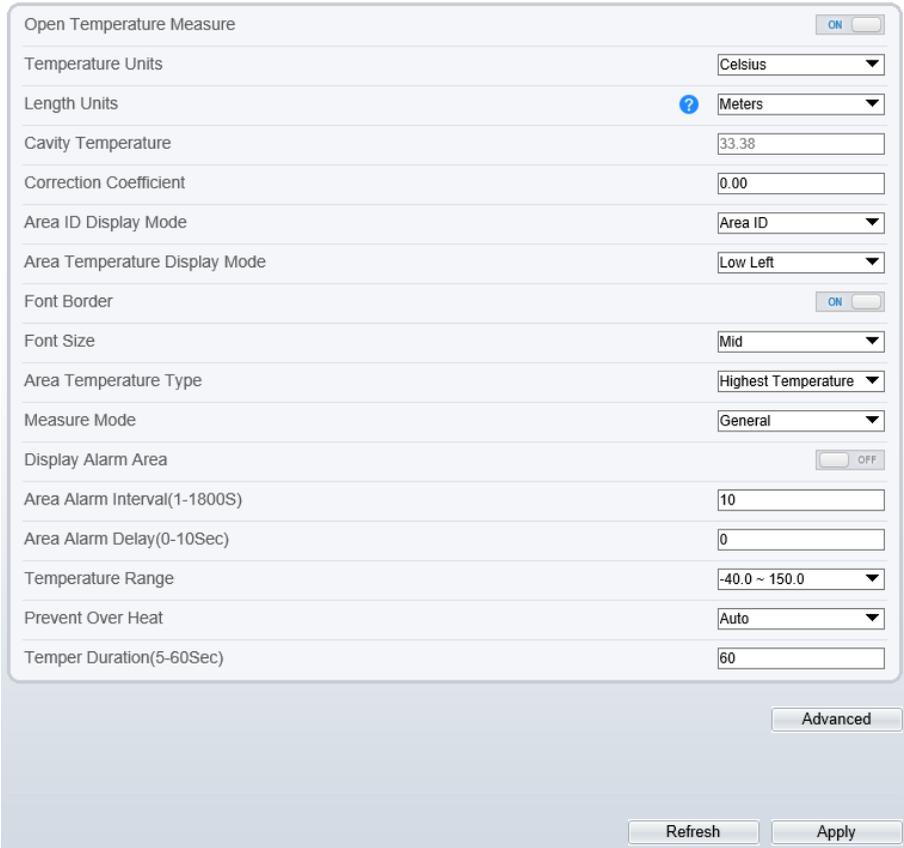 Open Temperature Measure ON
Temperature Units Celsius
Length Units ? Meters
Cavity Temperature 33.38
Correction Coefficient 0.00
Area ID Display Mode Area ID
Area Temperature Display Mode Low Left
Font Border ON
Font Size Mid
Area Temperature Type Highest Temperature
Measure Mode General
Display Alarm Area OFF
Area Alarm Interval(1-1800S) 10
Area Alarm Delay(0-10Sec) 0
Temperature Range -40.0 ~ 150.0
Prevent Over Heat Auto
Temper Duration(5-60Sec) 60
Advanced
Refresh Apply